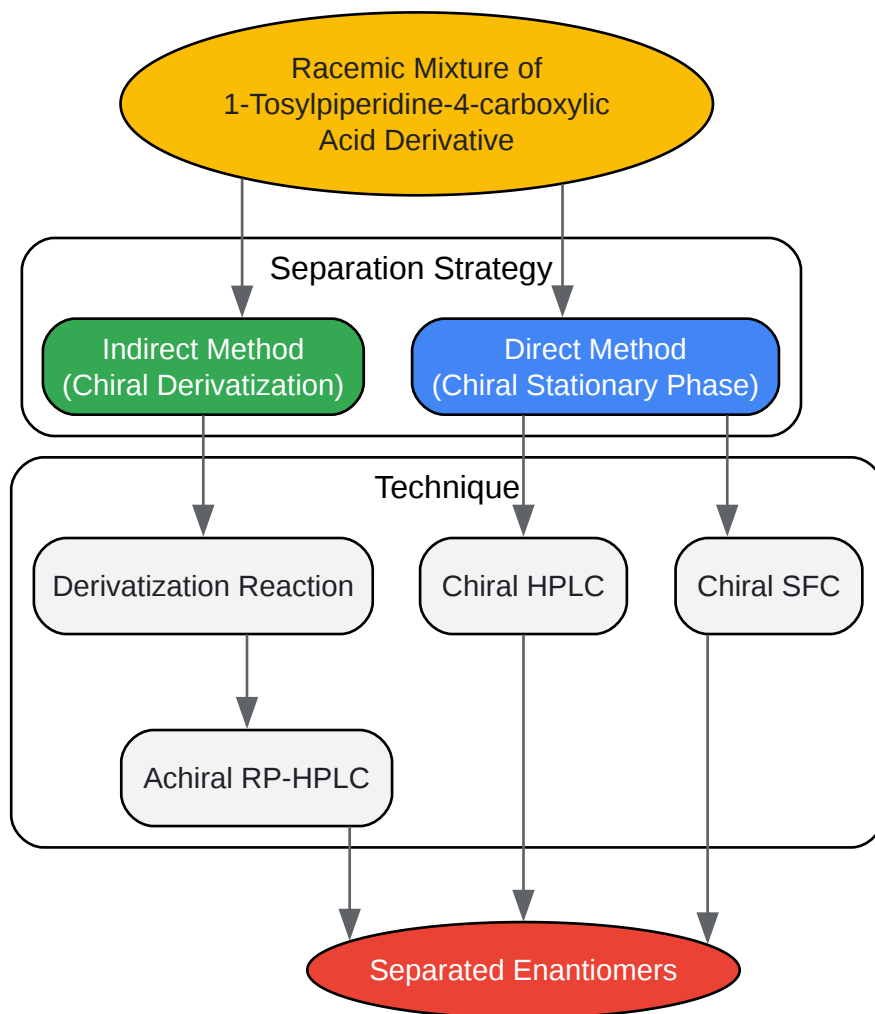 Racemic Mixture of
1-Tosylpiperidine-4-carboxylic
Acid Derivative
Separation Strategy
Indirect Method
(Chiral Derivatization)
Direct Method
(Chiral Stationary Phase)
Technique
Derivatization Reaction
Chiral HPLC
Chiral SFC
Achiral RP-HPLC
Separated Enantiomers